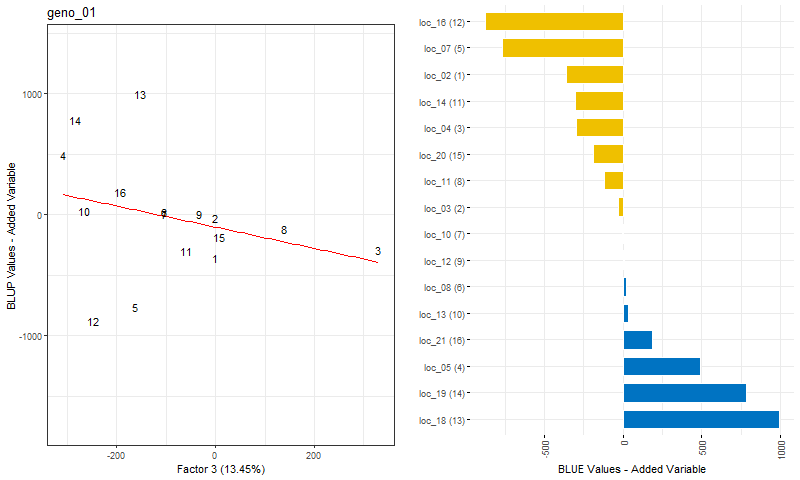 geno_01
BLUP Values - Added Variable
1000
0
-1000
13
14
4
16
10
6
7
9
2
8
15
11
1
3
5
12
-200
0
200
Factor 3 (13.45%)
loc_16 (12)
loc_07 (5)
loc_02 (1)
loc_14 (11)
loc_04 (3)
loc_20 (15)
loc_11 (8)
loc_03 (2)
loc_10 (7)
loc_12 (9)
loc_08 (6)
loc_13 (10)
loc_21 (16)
loc_05 (4)
loc_19 (14)
loc_18 (13)
-500
0
500
1000
BLUE Values - Added Variable